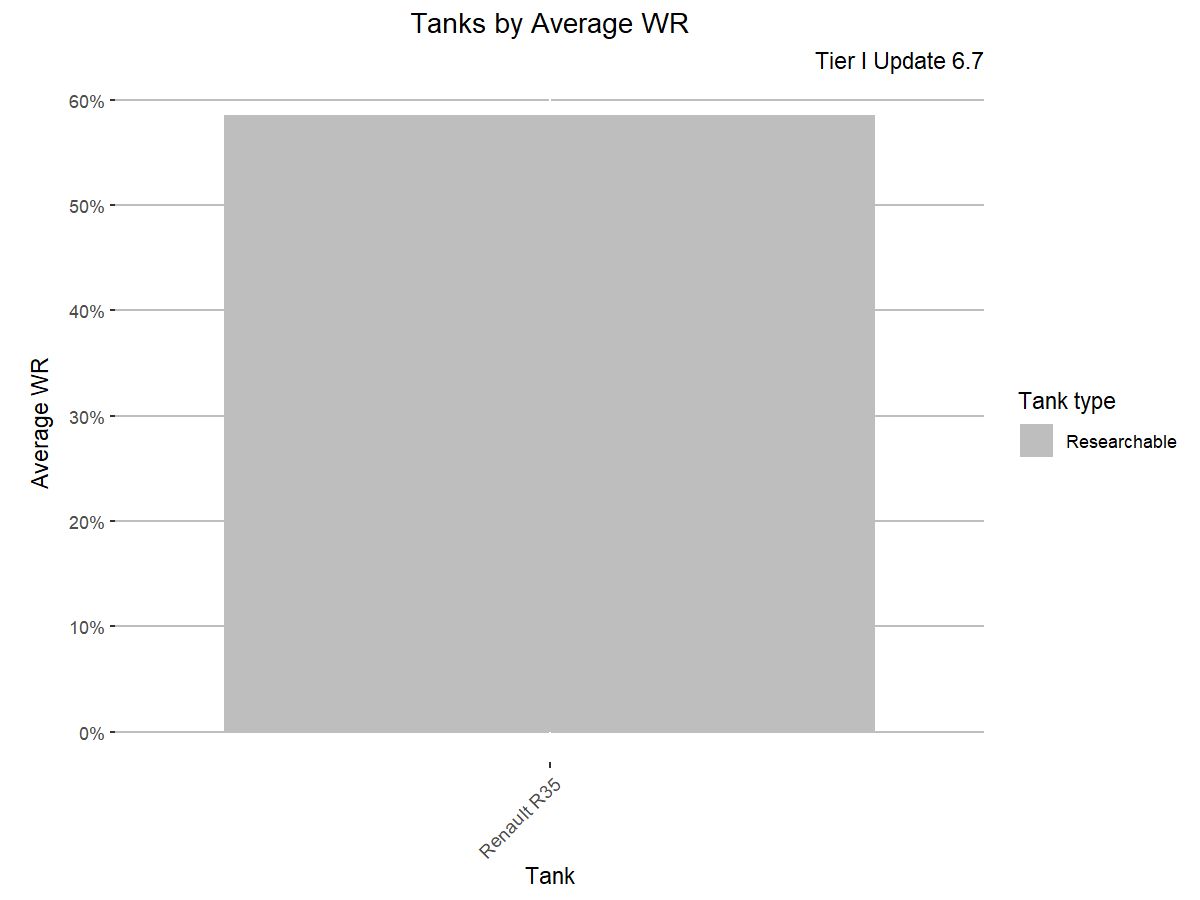 Tanks by Average WR
Tier I Update 6.7
60%
50%
40%
30%
20%
10%
0%
Average WR
Renault R35
Tank
Tank type
Researchable